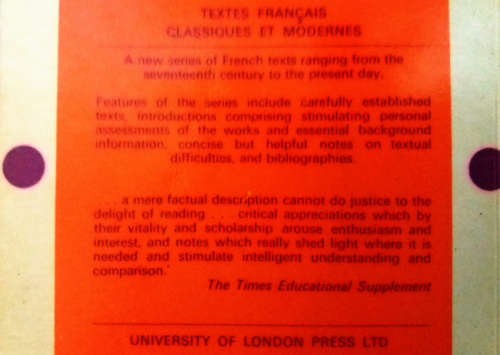 TEXTES FRANÇAIS
CLASSIQUES ET MODERNES
A new series of French texts ranging from the
seventeenth century to the present day.
Features of the series include carefully established
texts, introductions comprising stimulating personal
assessments of the works and essential background
information, concise but helpful notes on textual
difficulties, and bibliographies.
. . . a mere factual description cannot do justice to the
delight of reading . . . critical appreciations which by
their vitality and scholarship arouse enthusiasm and
interest, and notes which really shed light where it is
needed and stimulate intelligent understanding and
comparison.'
The Times Educational Supplement
UNIVERSITY OF LONDON PRESS LTD